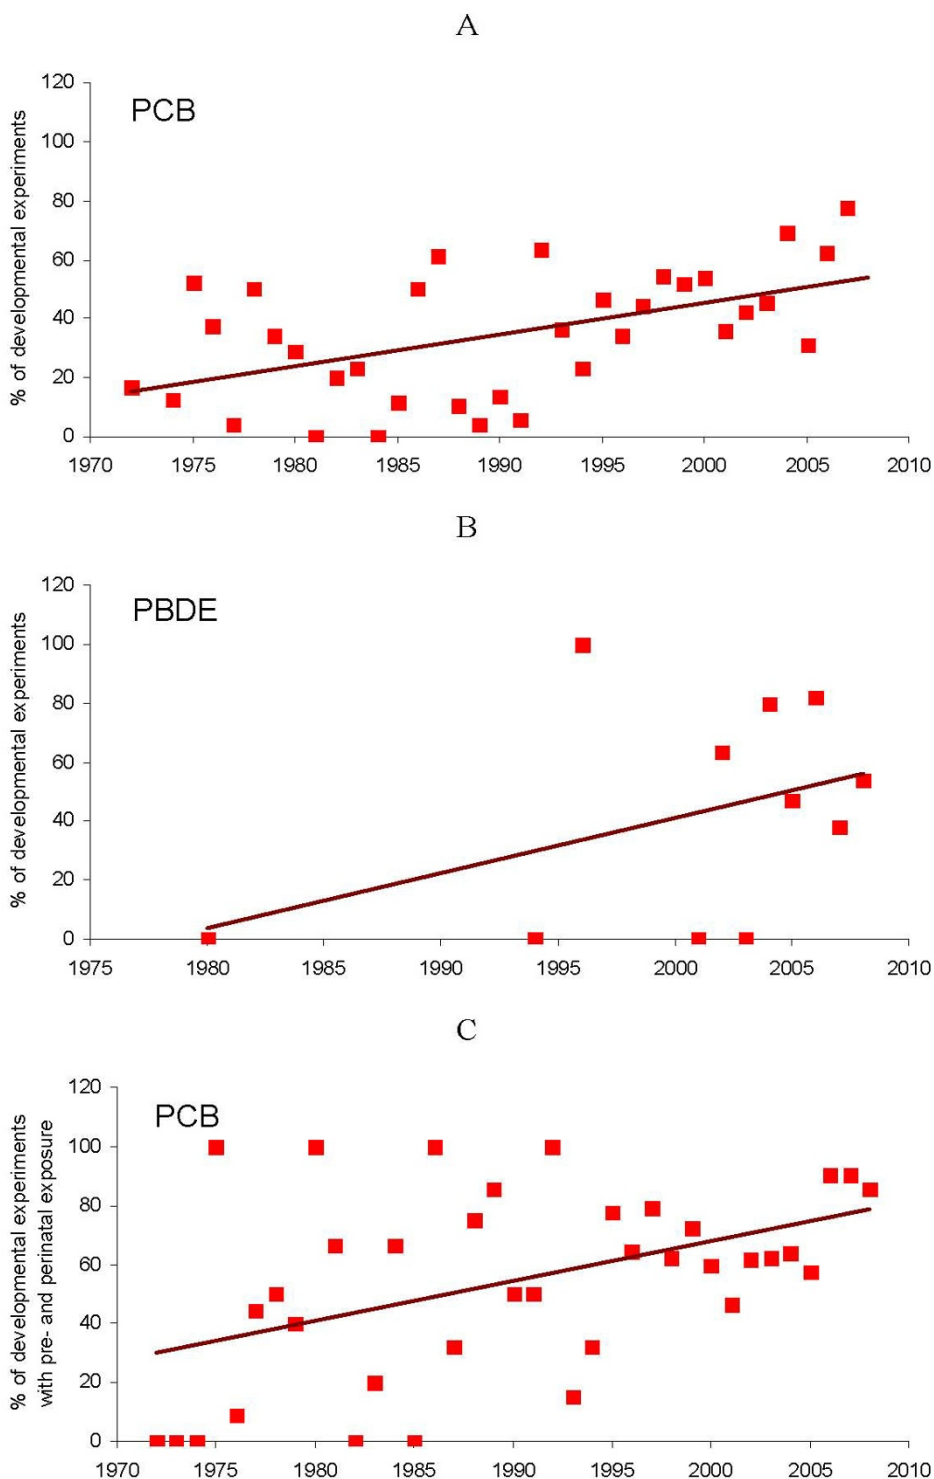 A
120
PCB
100
80
60
40
20
0
1970 1975 1980 1985 1990 1995 2000 2005 2010
% of developmental experiments
B
120
PBDE
100
80
60
40
20
0
1975 1980 1985 1990 1995 2000 2005 2010
% of developmental experiments
C
120
PCB
100
80
60
40
20
0
1970 1975 1980 1985 1990 1995 2000 2005 2010
% of developmental experiments
with pre- and perinatal exposure